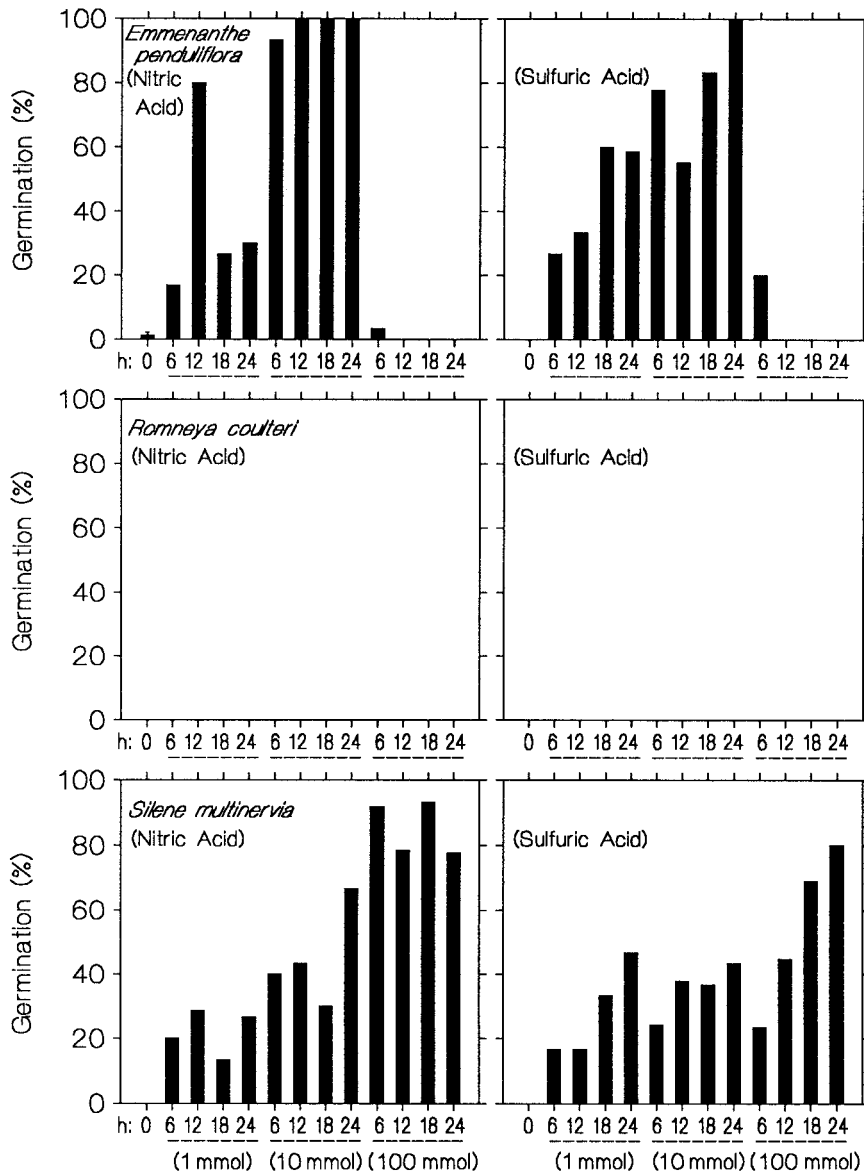 Germination (%)
100
80
60
40
20
0
Emmenanthe
penduliflora
(Nitric
Acid)
(Sulfuric Acid)
h: 0 6 12 18 24 6 12 18 24 6 12 18 24
0 6 12 18 24 6 12 18 24 6 12 18 24
Germination (%)
100
80
60
40
20
0
Romneya coulteri
(Nitric Acid)
(Sulfuric Acid)
h: 0 6 12 18 24 6 12 18 24 6 12 18 24
0 6 12 18 24 6 12 18 24 6 12 18 24
Germination (%)
100
80
60
40
20
0
Silene multinervia
(Nitric Acid)
(Sulfuric Acid)
h: 0 6 12 18 24 6 12 18 24 6 12 18 24
0 6 12 18 24 6 12 18 24 6 12 18 24
(1 mmol) (10 mmol) (100 mmol)
(1 mmol) (10 mmol) (100 mmol)